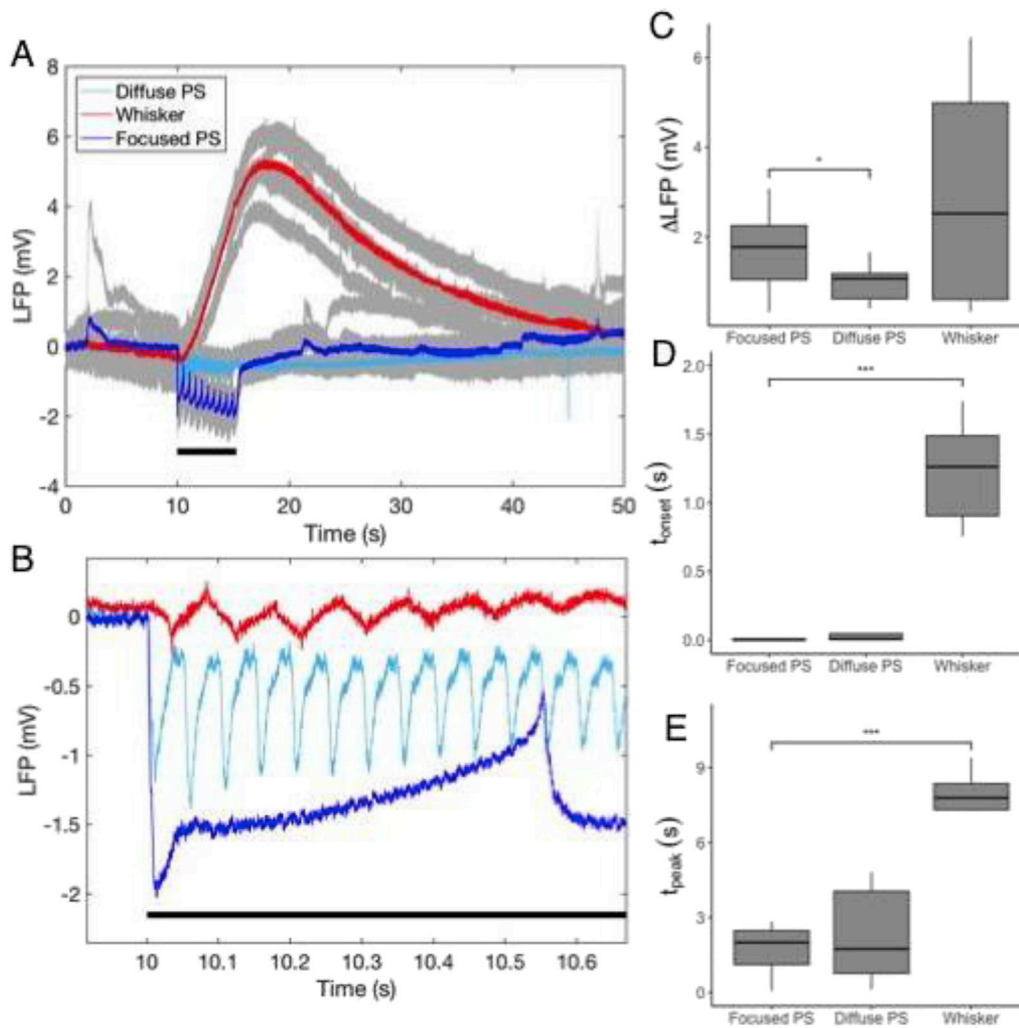 A
8
6
4
2
0
-2
-4
LFP (mV)
Diffuse PS
Whisker
Focused PS
0 10 20 30 40 50
Time (s)
B
0
-0.5
-1
-1.5
-2
LFP (mV)
10 10.1 10.2 10.3 10.4 10.5 10.6
Time (s)
C
6
4
2
ΔLFP (mV)
*
Focused PS Diffuse PS Whisker
D
2.0
1.5
1.0
0.5
0.0
tonset (s)
***
Focused PS Diffuse PS Whisker
E
9
6
3
0
tpeak (s)
***
Focused PS Diffuse PS Whisker